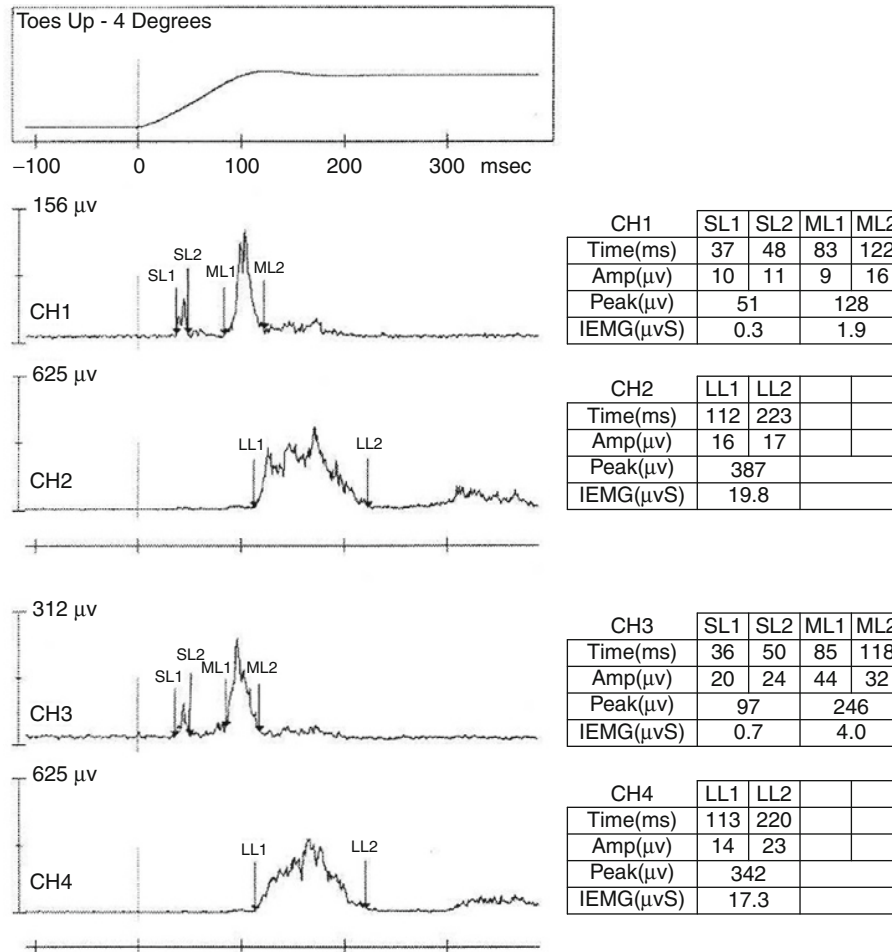 Toes Up - 4 Degrees
–100 0 100 200 300 msec
156 μv
SL1 SL2 ML1 ML2
CH1
CH1 SL1 SL2 ML1 ML2
Time(ms) 37 48 83 122
Amp(μv) 10 11 9 16
Peak(μv) 51 128
IEMG(μvS) 0.3 1.9
625 μv
LL1 LL2
CH2
CH2 LL1 LL2
Time(ms) 112 223
Amp(μv) 16 17
Peak(μv) 387
IEMG(μvS) 19.8
312 μv
SL1 SL2 ML1 ML2
CH3
CH3 SL1 SL2 ML1 ML2
Time(ms) 36 50 85 118
Amp(μv) 20 24 44 32
Peak(μv) 97 246
IEMG(μvS) 0.7 4.0
625 μv
LL1 LL2
CH4
CH4 LL1 LL2
Time(ms) 113 220
Amp(μv) 14 23
Peak(μv) 342
IEMG(μvS) 17.3